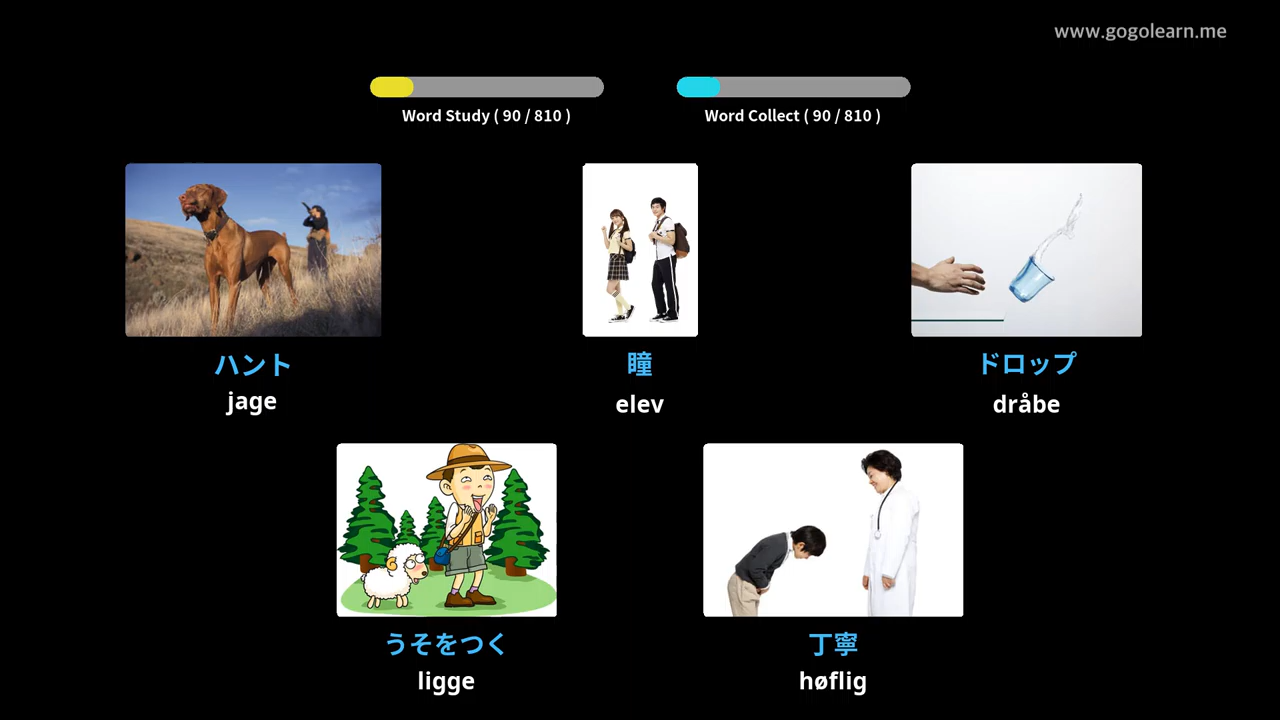 www.gogolearn.me
Word Study ( 90 / 810 )
Word Collect ( 90 / 810 )
ハント
jage
瞳
elev
ドロップ
dråbe
うそをつく
ligge
丁寧
høflig